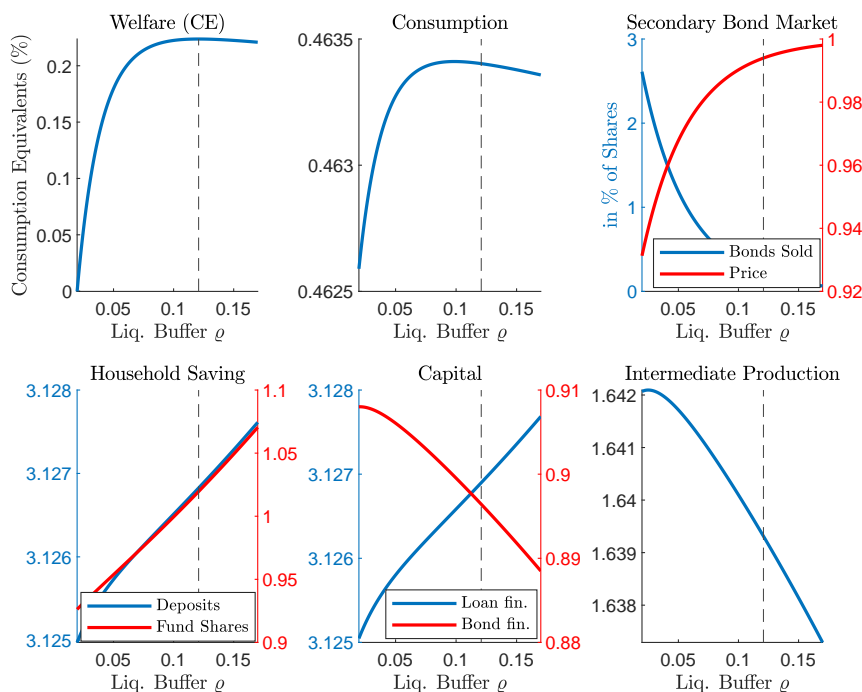 Welfare (CE)
Consumption Equivalents (%)
0.2
0.15
0.1
0.05
0
0.05 0.1 0.15
Liq. Buffer ϱ
Consumption
0.4635
0.463
0.4625
0.05 0.1 0.15
Liq. Buffer ϱ
Secondary Bond Market
in % of Shares
3
2
1
0
1
0.98
0.96
0.94
0.92
Bonds Sold
Price
0.05 0.1 0.15
Liq. Buffer ϱ
Household Saving
3.128
3.127
3.126
3.125
1.1
1.05
1
0.95
0.9
Deposits
Fund Shares
0.05 0.1 0.15
Liq. Buffer ϱ
Capital
3.128
3.127
3.126
3.125
0.91
0.9
0.89
0.88
Loan fin.
Bond fin.
0.05 0.1 0.15
Liq. Buffer ϱ
Intermediate Production
1.642
1.641
1.64
1.639
1.638
0.05 0.1 0.15
Liq. Buffer ϱ